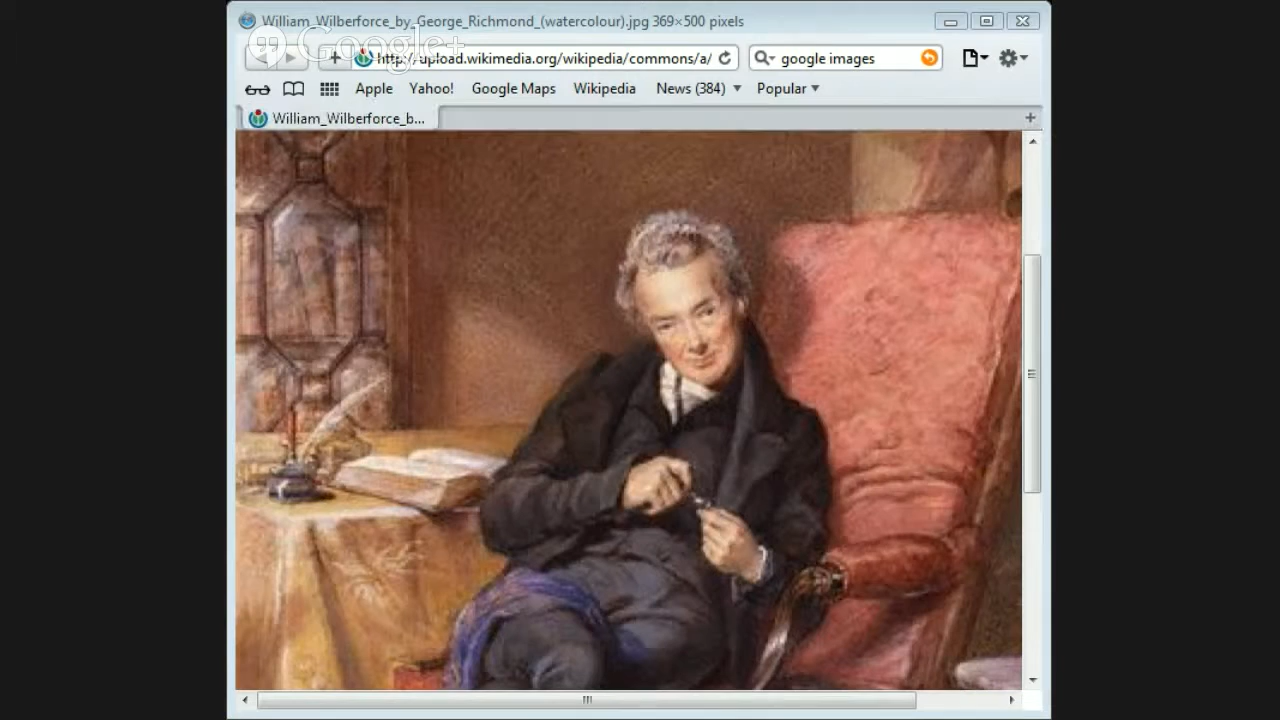 William_Wilberforce_by_George_Richmond_(watercolour).jpg 369×500 pixels
Google+
http://upload.wikimedia.org/wikipedia/commons/a/
google images
Apple Yahoo! Google Maps Wikipedia News (384) Popular
William_Wilberforce_b...